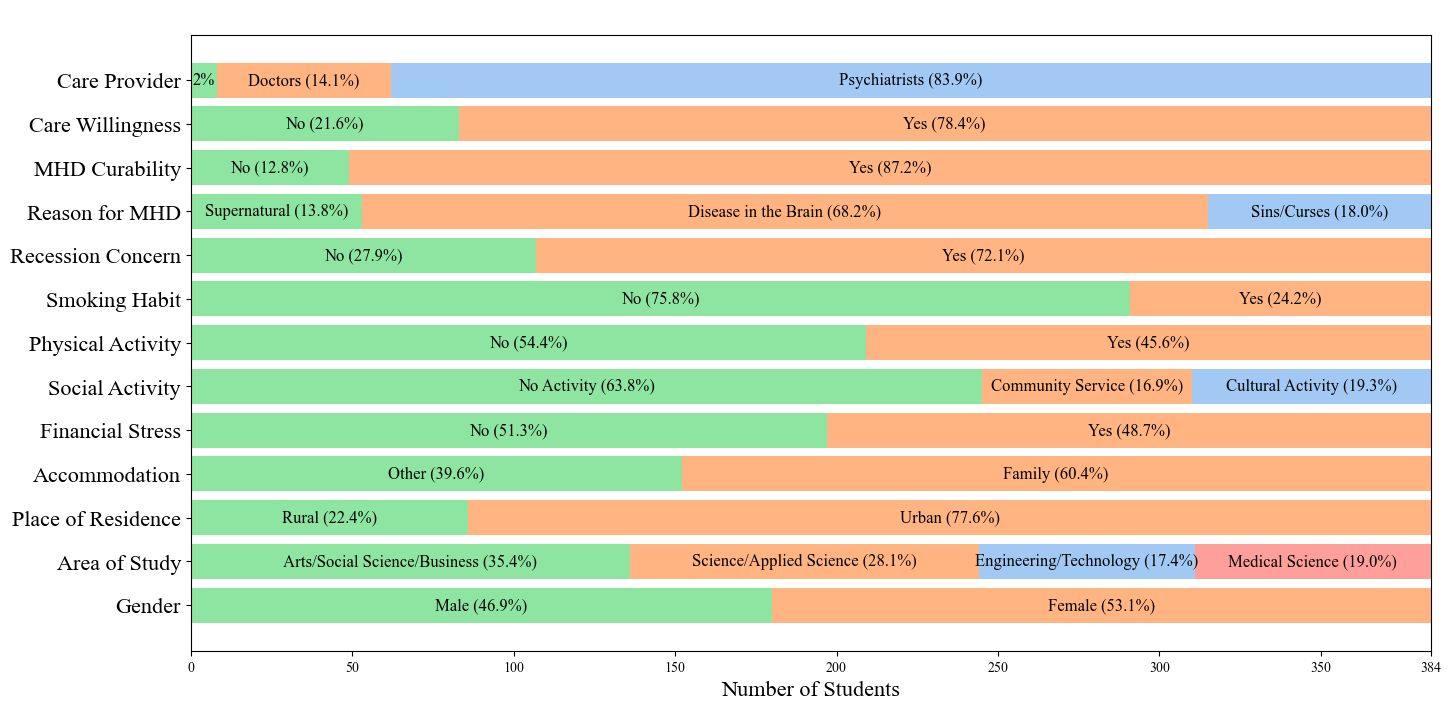 Care Provider 2% Doctors (14.1%) Psychiatrists (83.9%)
Care Willingness No (21.6%) Yes (78.4%)
MHD Curability No (12.8%) Yes (87.2%)
Reason for MHD Supernatural (13.8%) Disease in the Brain (68.2%) Sins/Curses (18.0%)
Recession Concern No (27.9%) Yes (72.1%)
Smoking Habit No (75.8%) Yes (24.2%)
Physical Activity No (54.4%) Yes (45.6%)
Social Activity No Activity (63.8%) Community Service (16.9%) Cultural Activity (19.3%)
Financial Stress No (51.3%) Yes (48.7%)
Accommodation Other (39.6%) Family (60.4%)
Place of Residence Rural (22.4%) Urban (77.6%)
Area of Study Arts/Social Science/Business (35.4%) Science/Applied Science (28.1%) Engineering/Technology (17.4%) Medical Science (19.0%)
Gender Male (46.9%) Female (53.1%)
0 50 100 150 200 250 300 350 384
Number of Students